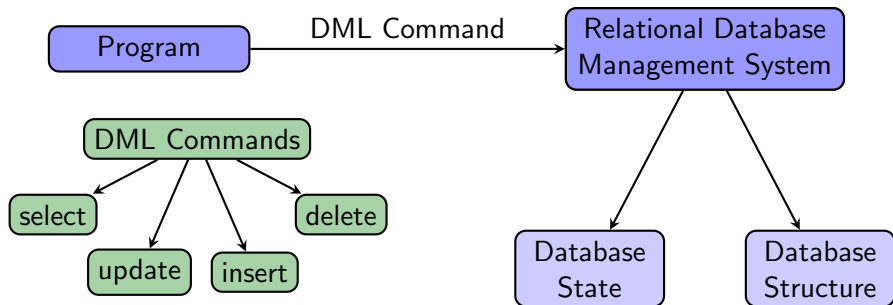 Program
DML Command
Relational Database
Management System
DML Commands
select
delete
update
insert
Database
State
Database
Structure